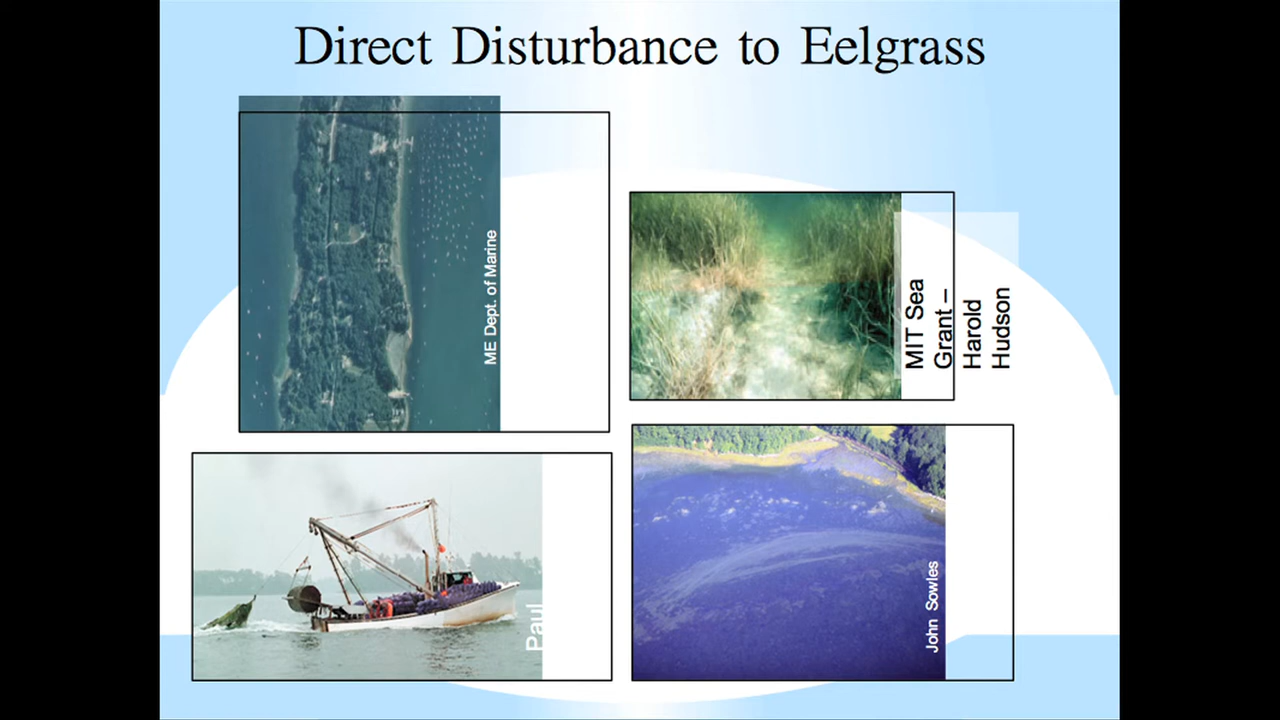 Direct Disturbance to Eelgrass
ME Dept. of Marine
MIT Sea
Grant –
Harold
Hudson
Paul
John Sowles